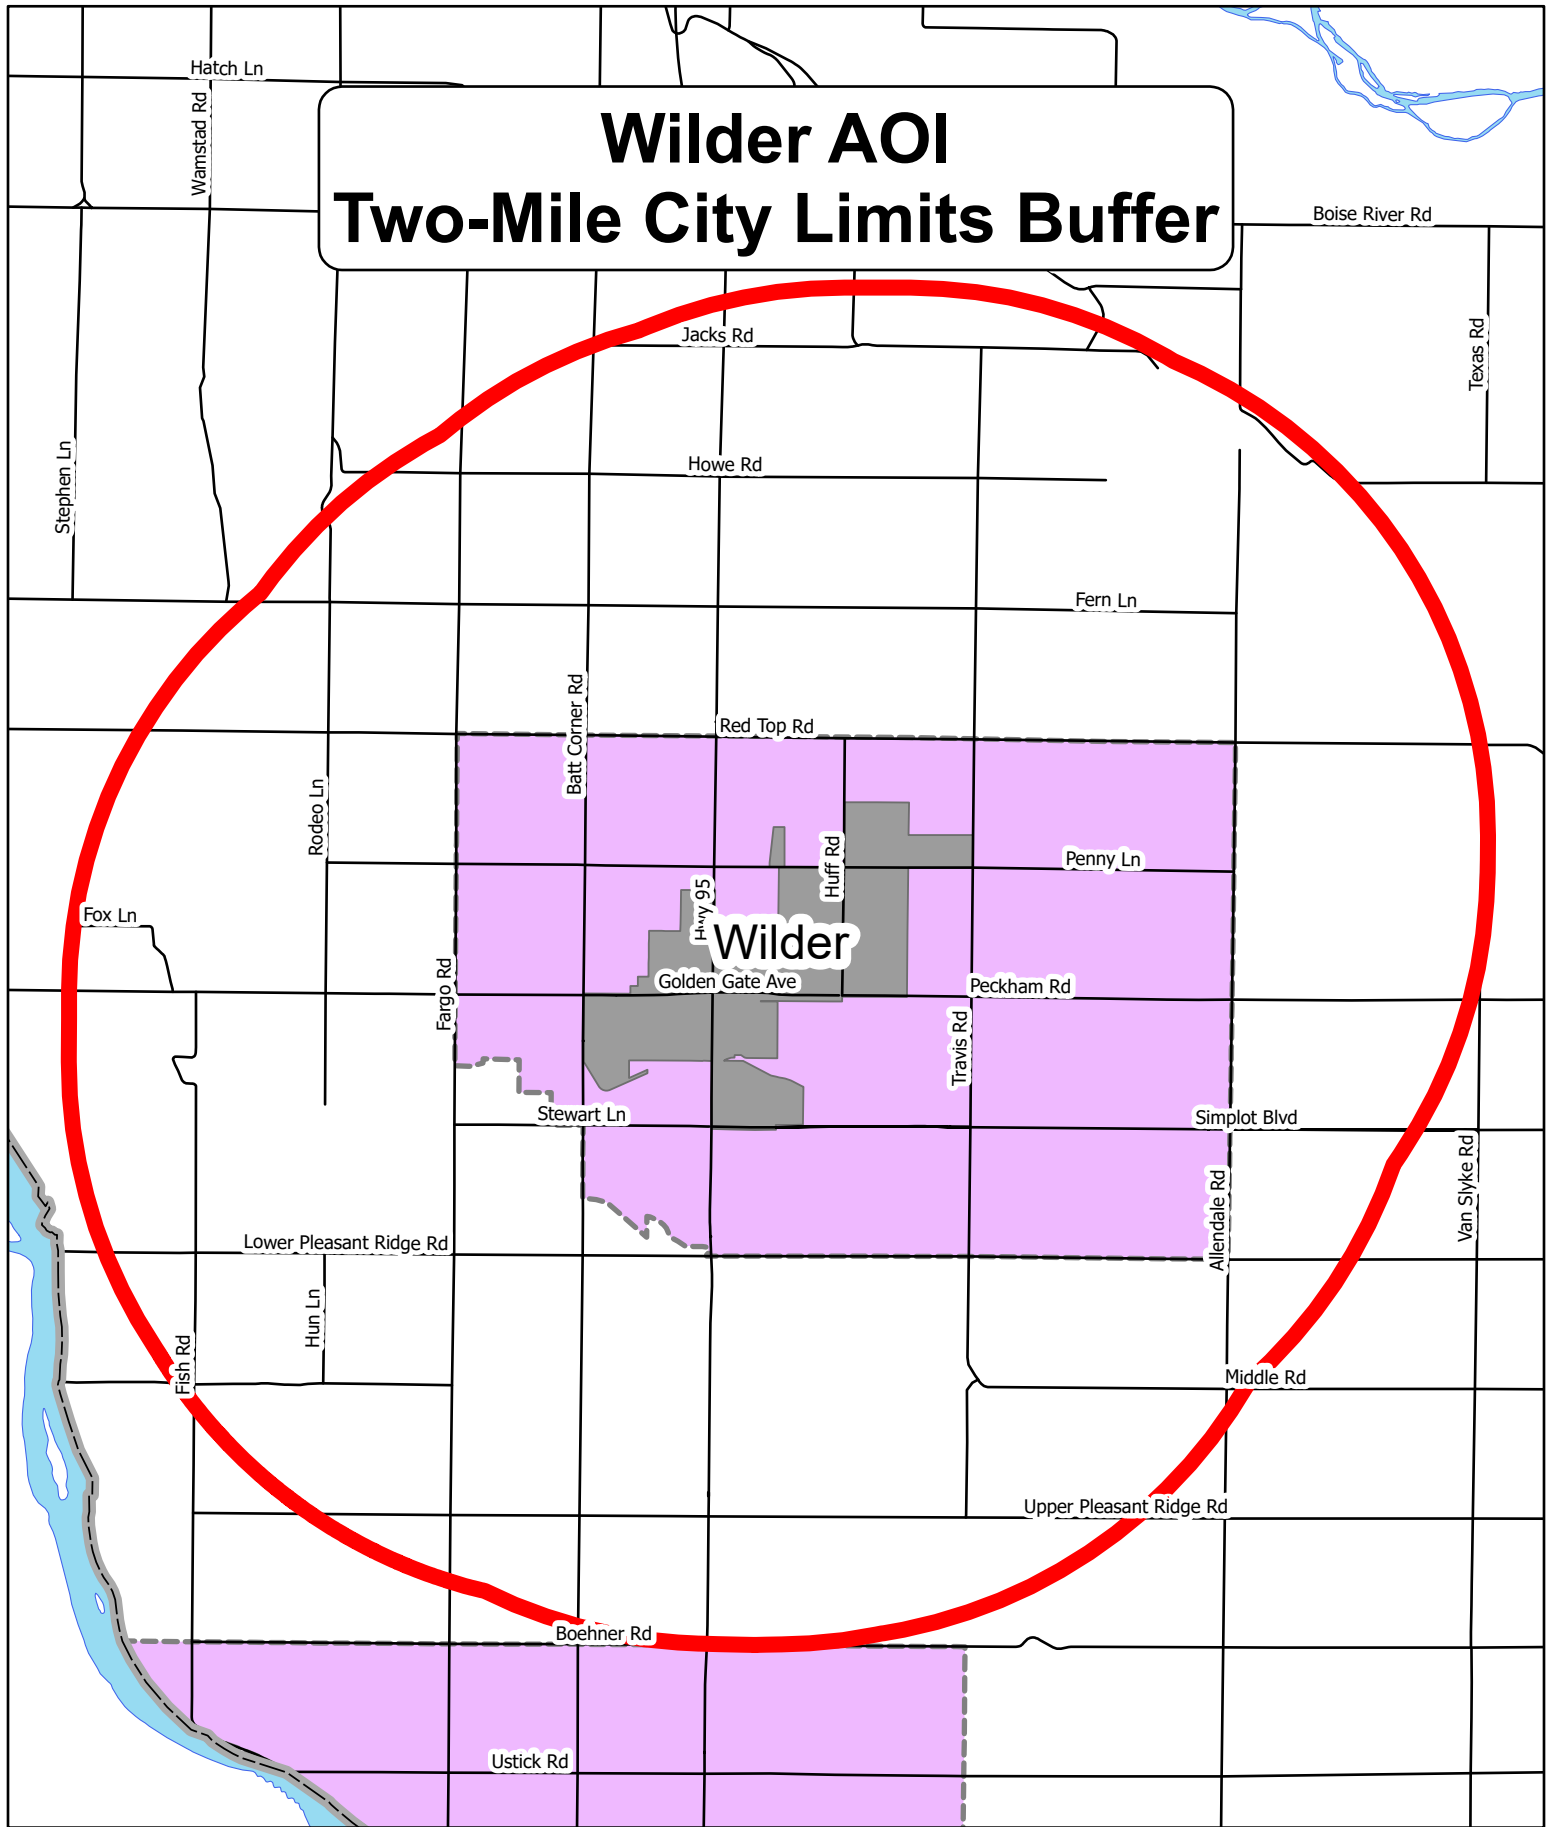 Hatch Ln
Wamstad Rd
Wilder AOI
Two-Mile City Limits Buffer
Boise River Rd
Jacks Rd
Texas Rd
Stephen Ln
Howe Rd
Fern Ln
Batt Corner Rd
Red Top Rd
Rodeo Ln
Huff Rd
Penny Ln
Hwy 95
Fox Ln
Wilder
Fargo Rd
Golden Gate Ave
Peckham Rd
Travis Rd
Stewart Ln
Simplot Blvd
Van Slyke Rd
Allendale Rd
Lower Pleasant Ridge Rd
Hun Ln
Fish Rd
Middle Rd
Upper Pleasant Ridge Rd
Boehner Rd
Ustick Rd